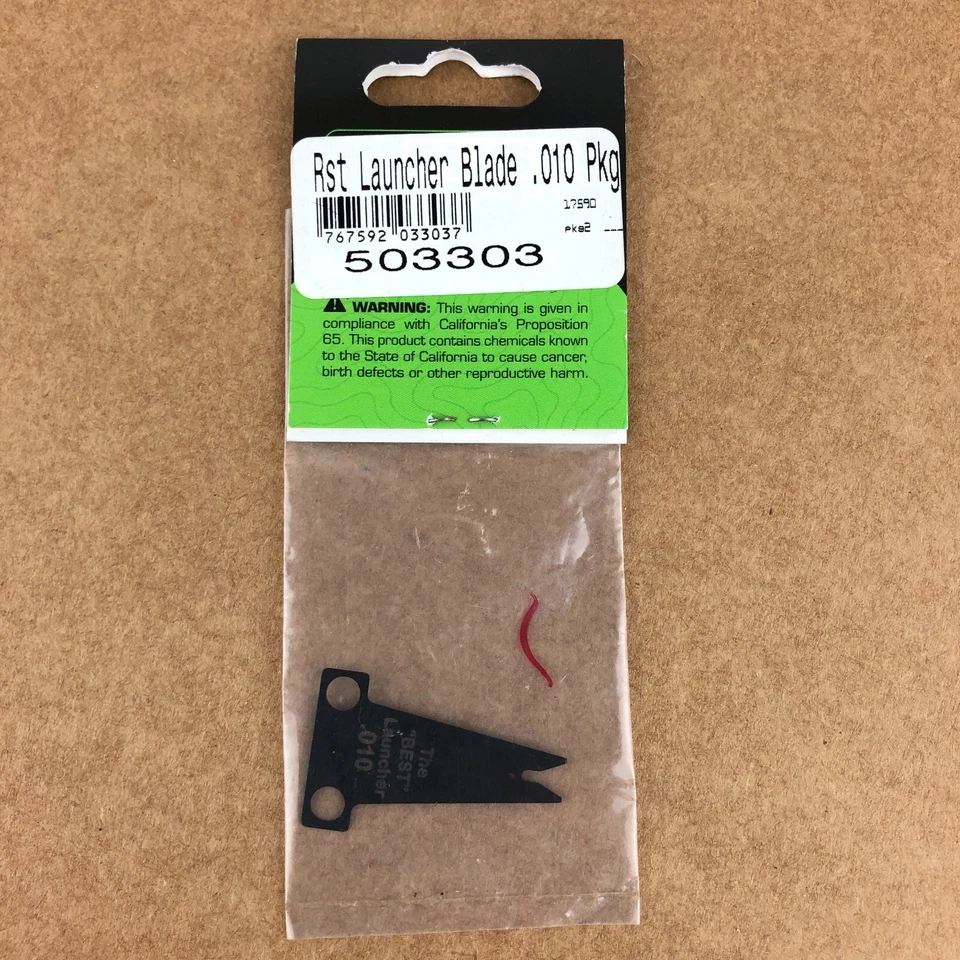 Rst Launcher Blade .010 Pkg
17590
767592 033037
pkg2 ---
503303
WARNING: This warning is given in
compliance with California's Proposition
65. This product contains chemicals known
to the State of California to cause cancer,
birth defects or other reproductive harm.
The
"BEST"
Launcher
.010